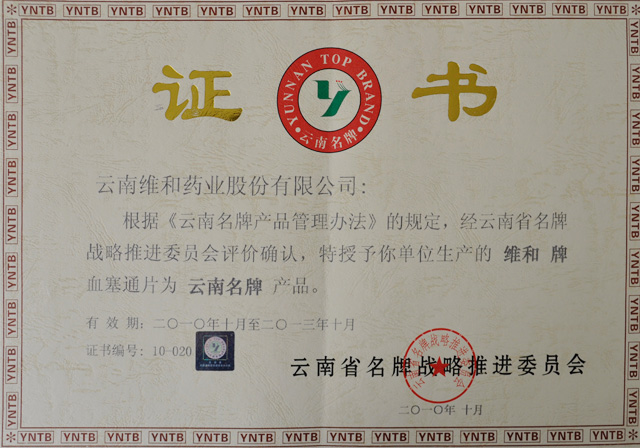 证 书
YUNNAN TOP BRAND
云南名牌
云南维和药业股份有限公司:
根据《云南名牌产品管理办法》的规定，经云南省名牌
战略推进委员会评价确认，特授予你单位生产的 维和 牌
血塞通片为 云南名牌 产品。
有 效 期: 二〇一〇年十月至二〇一三年十月
证书编号: 10-020
云南省名牌战略推进委员会
二〇一〇年 十月
YNTB